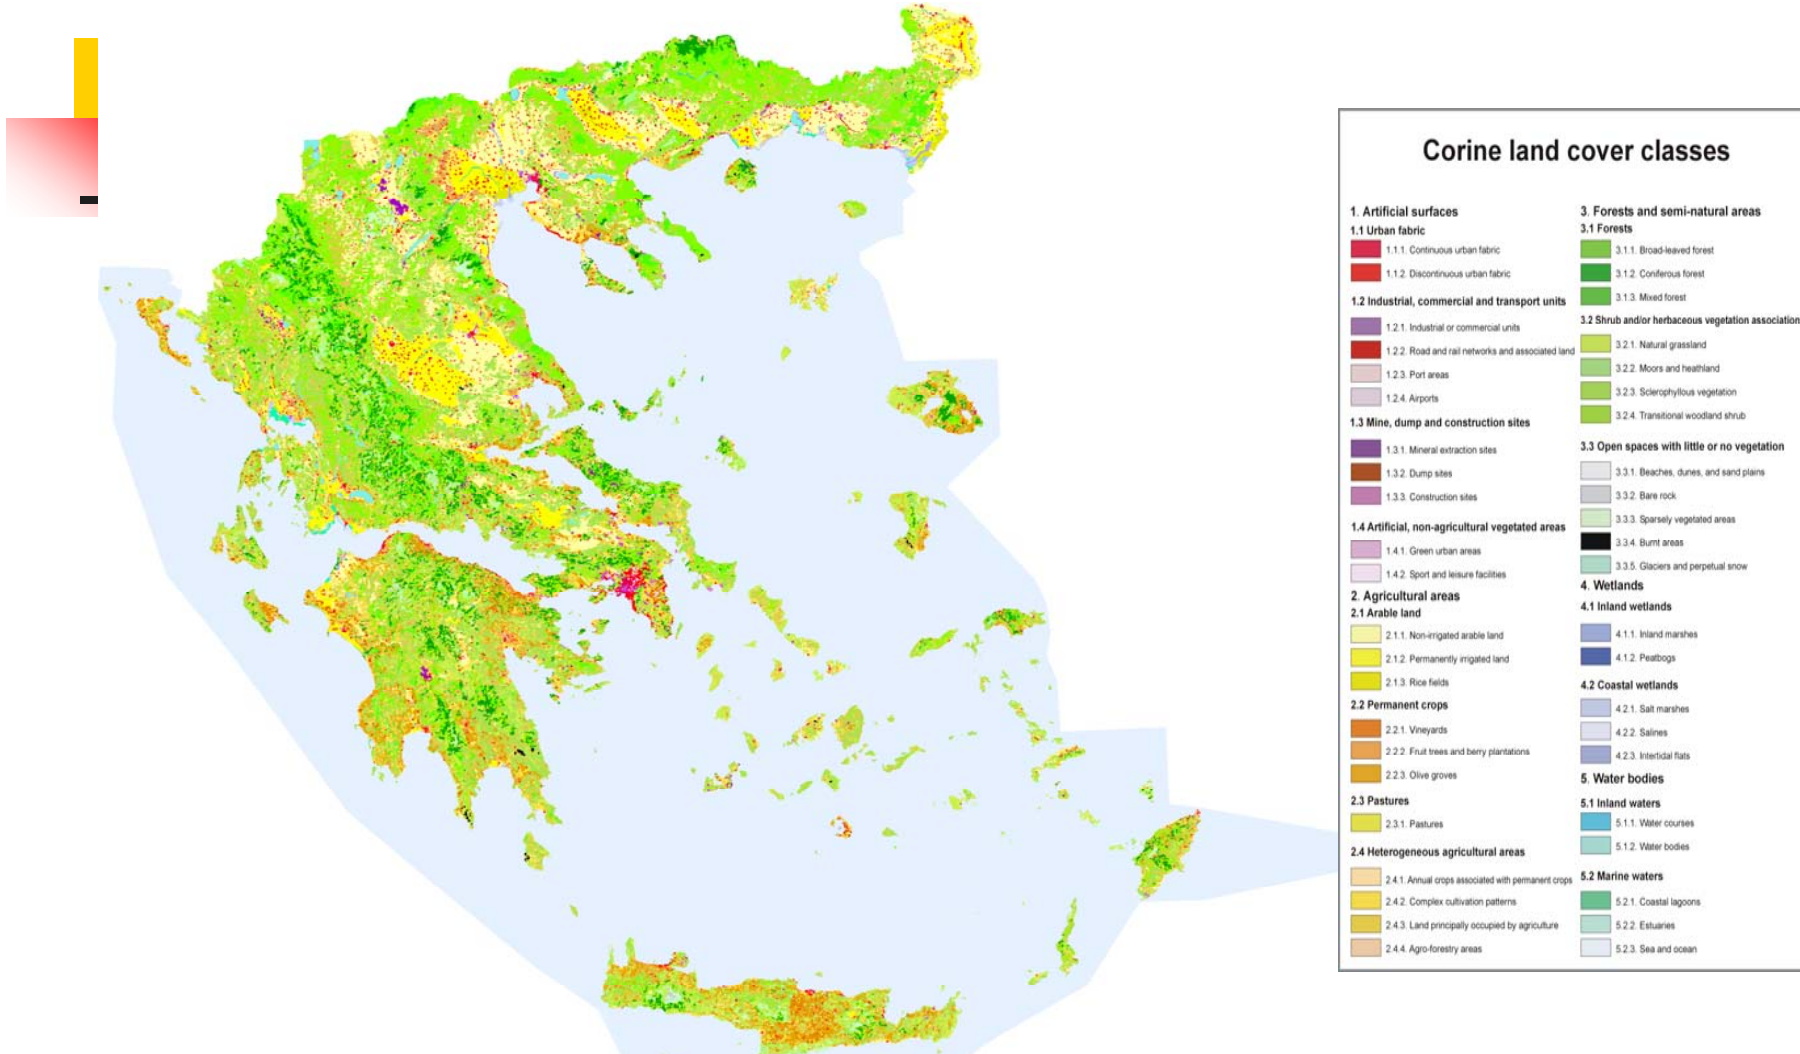 Corine land cover classes
1. Artificial surfaces
1.1 Urban fabric
1.1.1. Continuous urban fabric
1.1.2. Discontinuous urban fabric
1.2 Industrial, commercial and transport units
1.2.1. Industrial or commercial units
1.2.2. Road and rail networks and associated land
1.2.3. Port areas
1.2.4. Airports
1.3 Mine, dump and construction sites
1.3.1. Mineral extraction sites
1.3.2. Dump sites
1.3.3. Construction sites
1.4 Artificial, non-agricultural vegetated areas
1.4.1. Green urban areas
1.4.2. Sport and leisure facilities
2. Agricultural areas
2.1 Arable land
2.1.1. Non-irrigated arable land
2.1.2. Permanently irrigated land
2.1.3. Rice fields
2.2 Permanent crops
2.2.1. Vineyards
2.2.2. Fruit trees and berry plantations
2.2.3. Olive groves
2.3 Pastures
2.3.1. Pastures
2.4 Heterogeneous agricultural areas
2.4.1. Annual crops associated with permanent crops
2.4.2. Complex cultivation patterns
2.4.3. Land principally occupied by agriculture
2.4.4. Agro-forestry areas
3. Forests and semi-natural areas
3.1 Forests
3.1.1. Broad-leaved forest
3.1.2. Coniferous forest
3.1.3. Mixed forest
3.2 Shrub and/or herbaceous vegetation association
3.2.1. Natural grassland
3.2.2. Moors and heathland
3.2.3. Sclerophyllous vegetation
3.2.4. Transitional woodland shrub
3.3 Open spaces with little or no vegetation
3.3.1. Beaches, dunes, and sand plains
3.3.2. Bare rock
3.3.3. Sparsely vegetated areas
3.3.4. Burnt areas
3.3.5. Glaciers and perpetual snow
4. Wetlands
4.1 Inland wetlands
4.1.1. Inland marshes
4.1.2. Peatbogs
4.2 Coastal wetlands
4.2.1. Salt marshes
4.2.2. Salines
4.2.3. Intertidal flats
5. Water bodies
5.1 Inland waters
5.1.1. Water courses
5.1.2. Water bodies
5.2 Marine waters
5.2.1. Coastal lagoons
5.2.2. Estuaries
5.2.3. Sea and ocean